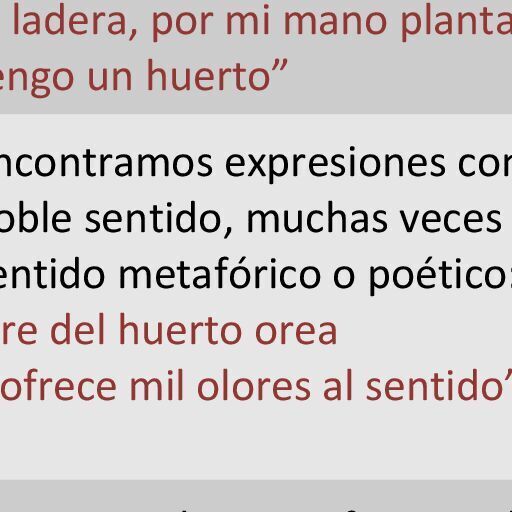 ladera, por mi mano planta
engo un huerto”
ncontramos expresiones con
oble sentido, muchas veces
entido metafórico o poético:
re del huerto orea
ofrece mil olores al sentido”